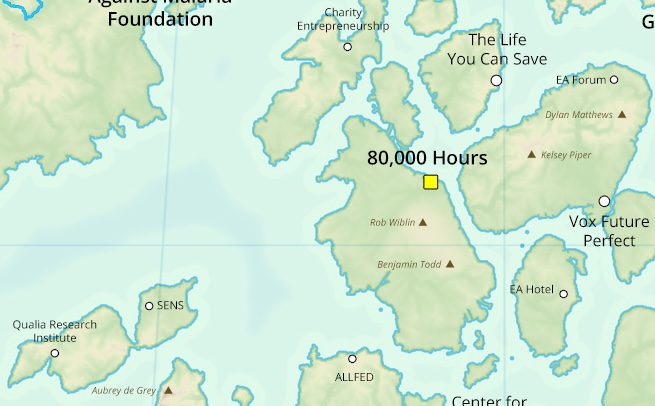 Against Malaria
Foundation
Charity
Entrepreneurship
The Life
You Can Save
G
EA Forum
Dylan Matthews
Kelsey Piper
80,000 Hours
Vox Future
Perfect
Rob Wiblin
Benjamin Todd
EA Hotel
SENS
Qualia Research
Institute
Aubrey de Grey
ALLFED
Center for